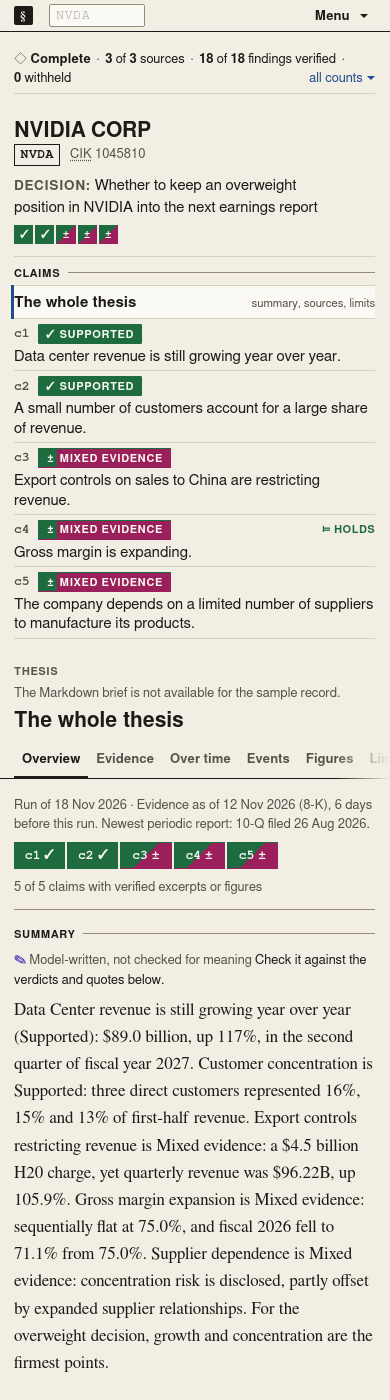 § NVDA Menu
Complete · 3 of 3 sources · 18 of 18 findings verified ·
0 withheld all counts
NVIDIA CORP
NVDA CIK 1045810
DECISION: Whether to keep an overweight
position in NVIDIA into the next earnings report
✓ ✓ ± ± ±
CLAIMS
The whole thesis summary, sources, limits
c1 ✓ SUPPORTED
Data center revenue is still growing year over year.
c2 ✓ SUPPORTED
A small number of customers account for a large share
of revenue.
c3 ± MIXED EVIDENCE
Export controls on sales to China are restricting
revenue.
c4 ± MIXED EVIDENCE ⊨ HOLDS
Gross margin is expanding.
c5 ± MIXED EVIDENCE
The company depends on a limited number of suppliers
to manufacture its products.
THESIS
The Markdown brief is not available for the sample record.
The whole thesis
Overview Evidence Over time Events Figures Lin
Run of 18 Nov 2026 · Evidence as of 12 Nov 2026 (8-K), 6 days
before this run. Newest periodic report: 10-Q filed 26 Aug 2026.
c1 ✓ c2 ✓ c3 ± c4 ± c5 ±
5 of 5 claims with verified excerpts or figures
SUMMARY
✎ Model-written, not checked for meaning Check it against the
verdicts and quotes below.
Data Center revenue is still growing year over year
(Supported): $89.0 billion, up 117%, in the second
quarter of fiscal year 2027. Customer concentration is
Supported: three direct customers represented 16%,
15% and 13% of first-half revenue. Export controls
restricting revenue is Mixed evidence: a $4.5 billion
H20 charge, yet quarterly revenue was $96.22B, up
105.9%. Gross margin expansion is Mixed evidence:
sequentially flat at 75.0%, and fiscal 2026 fell to
71.1% from 75.0%. Supplier dependence is Mixed
evidence: concentration risk is disclosed, partly offset
by expanded supplier relationships. For the
overweight decision, growth and concentration are the
firmest points.